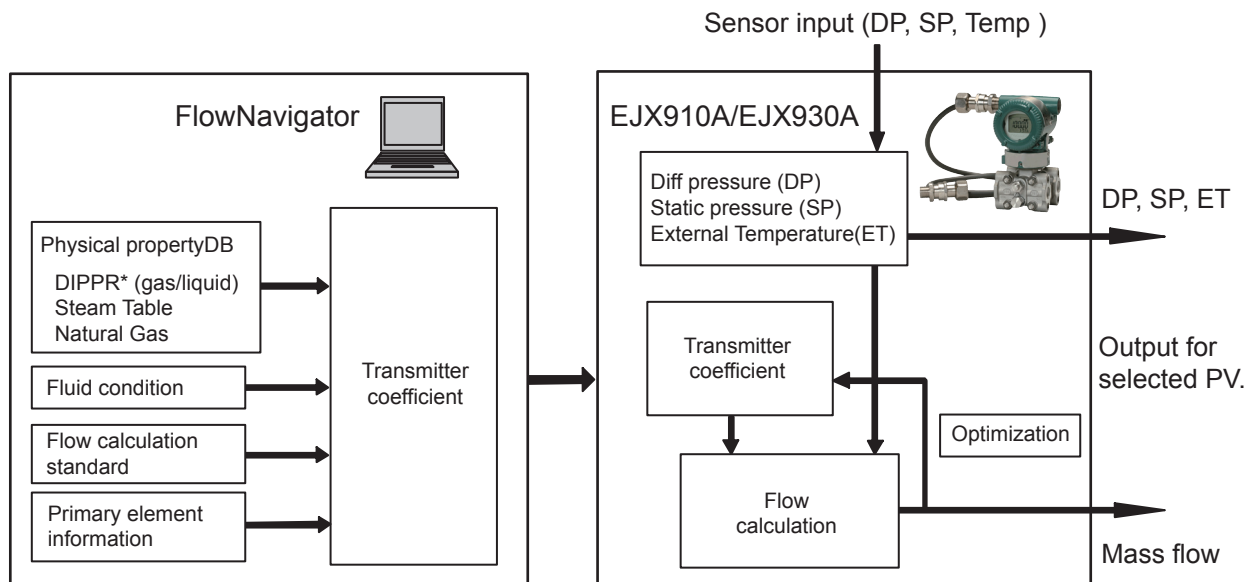 Sensor input (DP, SP, Temp )
FlowNavigator
Physical propertyDB
DIPPR* (gas/liquid)
Steam Table
Natural Gas
Fluid condition
Flow calculation
standard
Primary element
information
Transmitter
coefficient
EJX910A/EJX930A
Diff pressure (DP)
Static pressure (SP)
External Temperature(ET)
Transmitter
coefficient
Flow
calculation
Optimization
DP, SP, ET
Output for
selected PV.
Mass flow